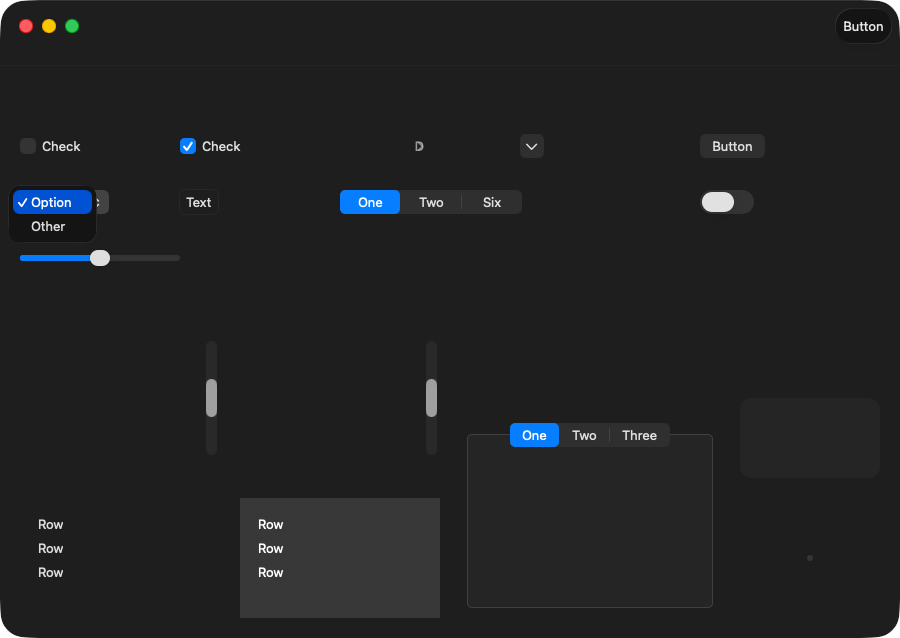 Button
Check
Check
Button
Option
Other
Text
One Two Six
One Two Three
Row
Row
Row
Row
Row
Row